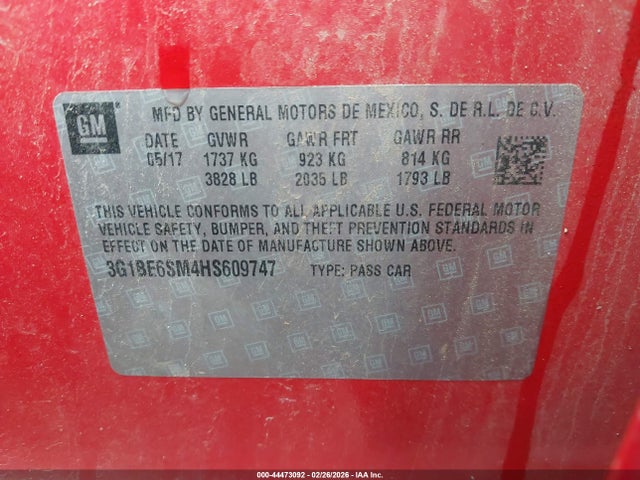 GM
MFD BY GENERAL MOTORS DE MEXICO, S. DE R.L. DE C.V.
DATE GVWR GAWR FRT GAWR RR
05/17 1737 KG 923 KG 814 KG
3828 LB 2035 LB 1793 LB
THIS VEHICLE CONFORMS TO ALL APPLICABLE U.S. FEDERAL MOTOR
VEHICLE SAFETY, BUMPER, AND THEFT PREVENTION STANDARDS IN
EFFECT ON THE DATE OF MANUFACTURE SHOWN ABOVE.
3G1BE6SM4HS609747 TYPE: PASS CAR
000-44473092 | 02/26/2026 - IAA Inc.